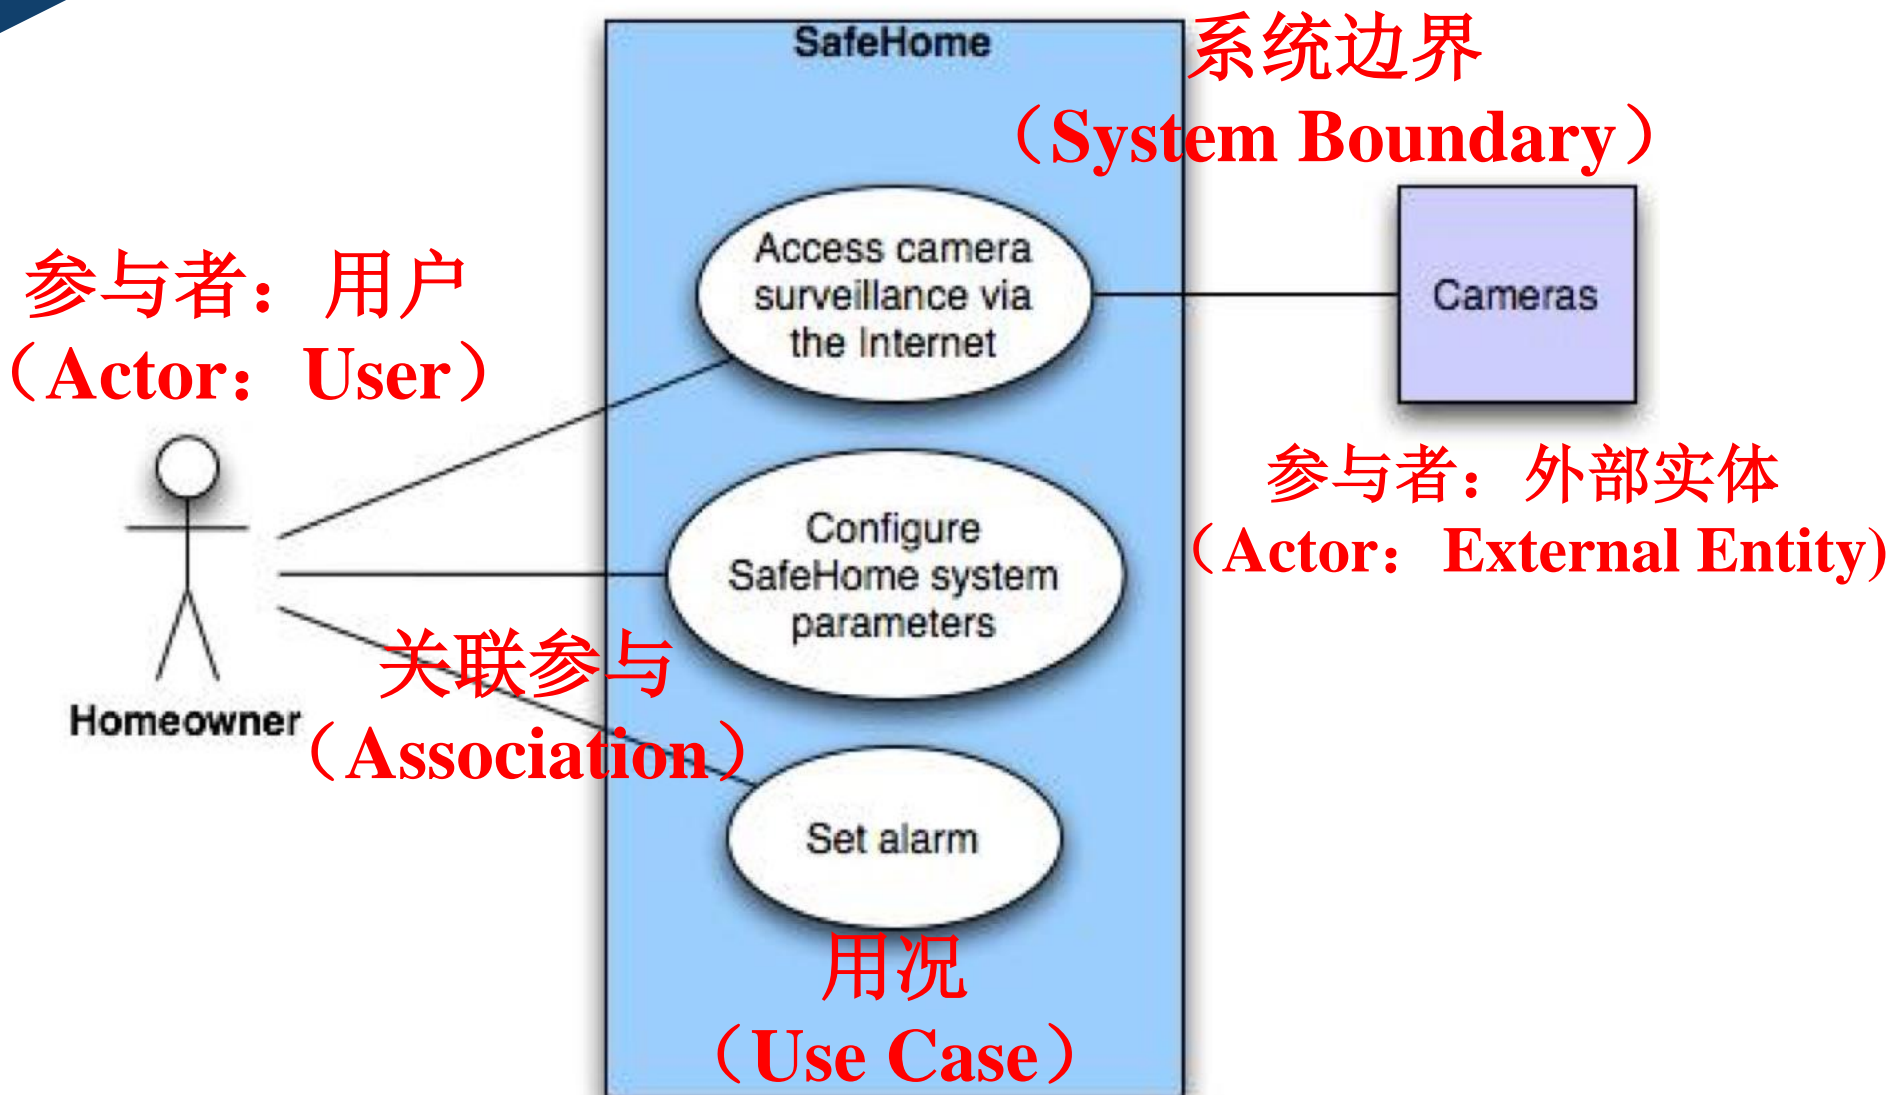 SafeHome
系统边界
（System Boundary）
Access camera
surveillance via
the Internet
Cameras
参与者：用户
（Actor：User）
参与者：外部实体
（Actor：External Entity)
Configure
SafeHome system
parameters
关联参与
（Association）
Homeowner
Set alarm
用况
（Use Case）